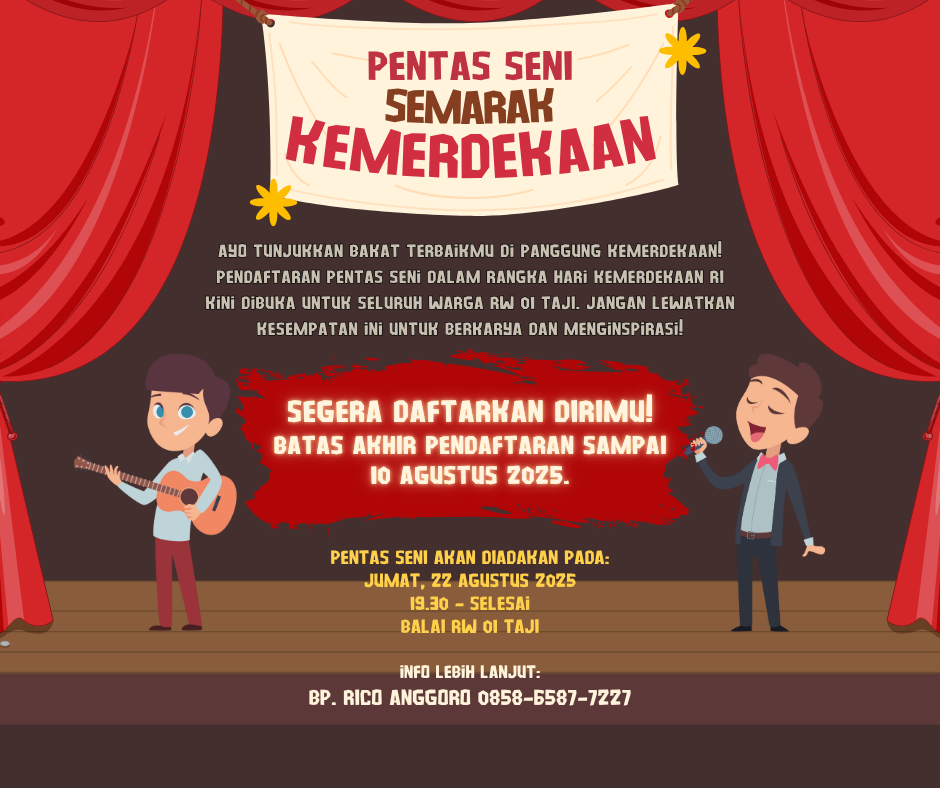 PENTAS SENI
SEMARAK
KEMERDEKAAN
AYO TUNJUKKAN BAKAT TERBAIKMU DI PANGGUNG KEMERDEKAAN!
PENDAFTARAN PENTAS SENI DALAM RANGKA HARI KEMERDEKAAN RI
KINI DIBUKA UNTUK SELURUH WARGA RW 01 TAJI. JANGAN LEWATKAN
KESEMPATAN INI UNTUK BERKARYA DAN MENGINSPIRASI!
SEGERA DAFTARKAN DIRIMU!
BATAS AKHIR PENDAFTARAN SAMPAI
10 AGUSTUS 2025.
PENTAS SENI AKAN DIADAKAN PADA:
JUMAT, 22 AGUSTUS 2025
19.30 - SELESAI
BALAI RW 01 TAJI
INFO LEBIH LANJUT:
BP. RICO ANGGORO 0858-6587-7227